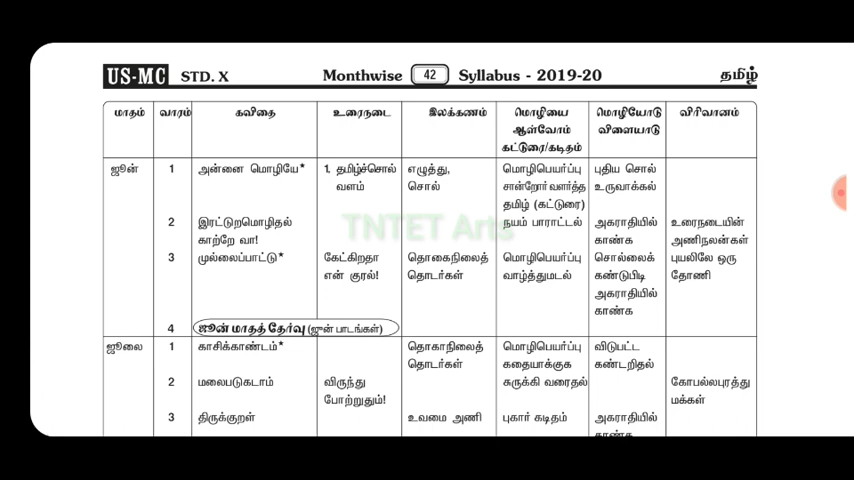 US-MC STD. X Monthwise 42 Syllabus - 2019-20 தமிழ்
மாதம் வாரம் கவிதை உரைநடை இலக்கணம் மொழியை மொழியோடு விரிவானம்
ஆள்வோம் விளையாடு
கட்டுரை/கடிதம்
ஜூன் 1 அன்னை மொழியே* 1. தமிழ்ச்சொல் எழுத்து, மொழிபெயர்ப்பு புதிய சொல்
வளம் சொல் சான்றோர் வளர்த்த உருவாக்கல்
தமிழ் (கட்டுரை)
2 இரட்டுறமொழிதல் நயம் பாராட்டல் அகராதியில் உரைநடையின்
காற்றே வா! காண்க அணிநலன்கள்
3 முல்லைப்பாட்டு* கேட்கிறதா தொகைநிலைத் மொழிபெயர்ப்பு சொல்லைக் புயலிலே ஒரு
என் குரல்! தொடர்கள் வாழ்த்துமடல் கண்டுபிடி தோணி
அகராதியில்
காண்க
4 ஜூன் மாதத் தேர்வு (ஜுன் பாடங்கள்)
ஜூலை 1 காசிக்காண்டம்* தொகாநிலைத் மொழிபெயர்ப்பு விடுபட்ட
தொடர்கள் கதையாக்குக கண்டறிதல்
2 மலைபடுகடாம் விருந்து சுருக்கி வரைதல் கோபல்லபுரத்து
போற்றுதும்! மக்கள்
3 திருக்குறள் உவமை அணி புகார் கடிதம் அகராதியில்
காண்க
TNTET Arts